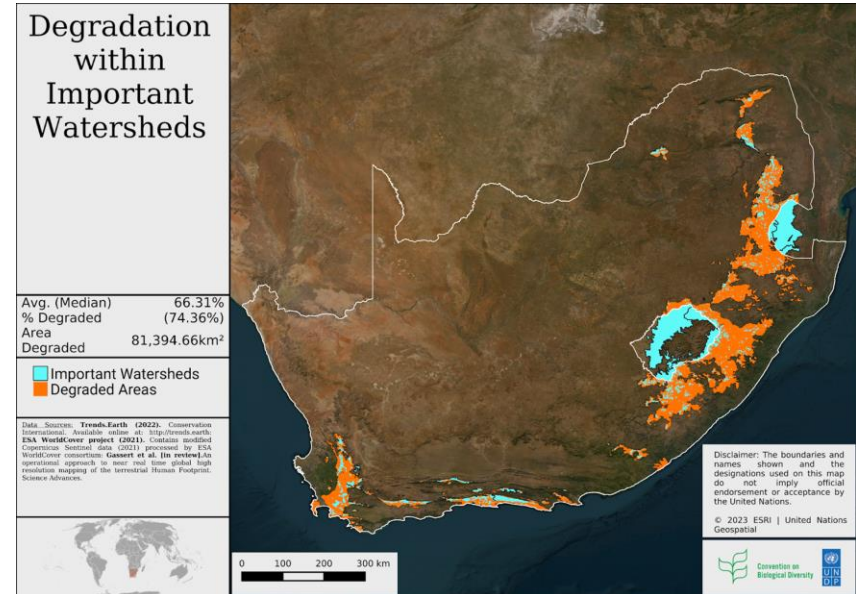 Degradation
within
Important
Watersheds
Avg. (Median) 66.31%
% Degraded (74.36%)
Area
Degraded 81,394.66km²
Important Watersheds
Degraded Areas
Data Sources: Trends.Earth (2022). Conservation
International. Available online at: http://trends.earth;
ESA WorldCover project (2021). Contains modified
Copernicus Sentinel data (2021) processed by ESA
WorldCover consortium; Gassert et al. [in review].An
operational approach to near real time global high
resolution mapping of the terrestrial Human Footprint.
Science Advances.
0 100 200 300 km
Disclaimer: The boundaries and
names shown and the
designations used on this map
do not imply official
endorsement or acceptance by
the United Nations.
© 2023 ESRI | United Nations
Geospatial
Convention on
Biological Diversity
U N
D P